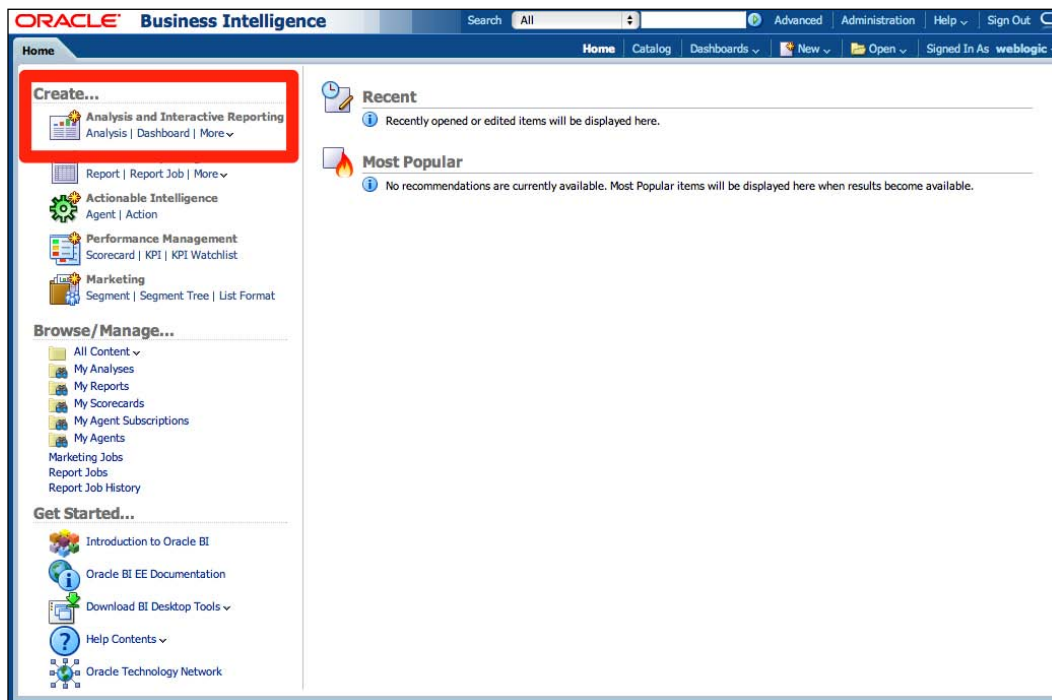 ORACLE Business Intelligence
Search All Advanced Administration Help Sign Out
Home
Home Catalog Dashboards New Open Signed In As weblogic
Create...
Analysis and Interactive Reporting
Analysis | Dashboard | More
Report | Report Job | More
Actionable Intelligence
Agent | Action
Performance Management
Scorecard | KPI | KPI Watchlist
Marketing
Segment | Segment Tree | List Format
Browse/Manage...
All Content
My Analyses
My Reports
My Scorecards
My Agent Subscriptions
My Agents
Marketing Jobs
Report Jobs
Report Job History
Get Started...
Introduction to Oracle BI
Oracle BI EE Documentation
Download BI Desktop Tools
Help Contents
Oracle Technology Network
Recent
Recently opened or edited items will be displayed here.
Most Popular
No recommendations are currently available. Most Popular items will be displayed here when results become available.